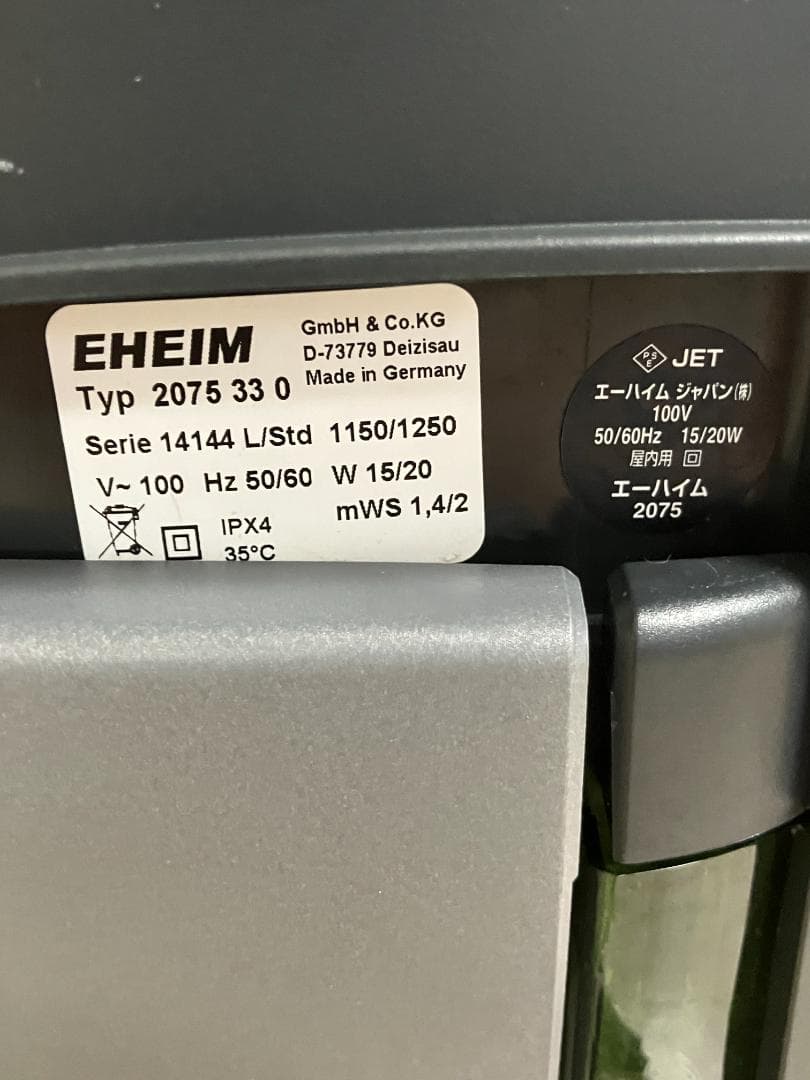 EHEIM
GmbH & Co.KG
D-73779 Deizisau
Made in Germany
Typ 2075 33 0
Serie 14144 L/Std 1150/1250
V~ 100 Hz 50/60 W 15/20
mWS 1,4/2
IPX4
35°C
PSE JET
エーハイム ジャパン(株)
100V
50/60Hz 15/20W
屋内用
エーハイム
2075